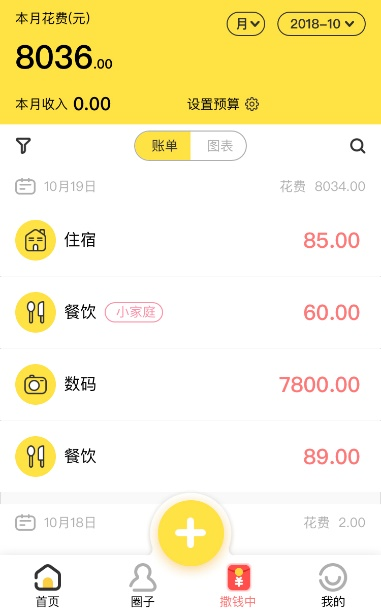 本月花费(元)
月
2018-10
8036.00
本月收入 0.00
设置预算
账单
图表
10月19日
花费 8034.00
住宿
85.00
餐饮 小家庭
60.00
数码
7800.00
餐饮
89.00
10月18日
花费 2.00
首页
圈子
撒钱中
我的